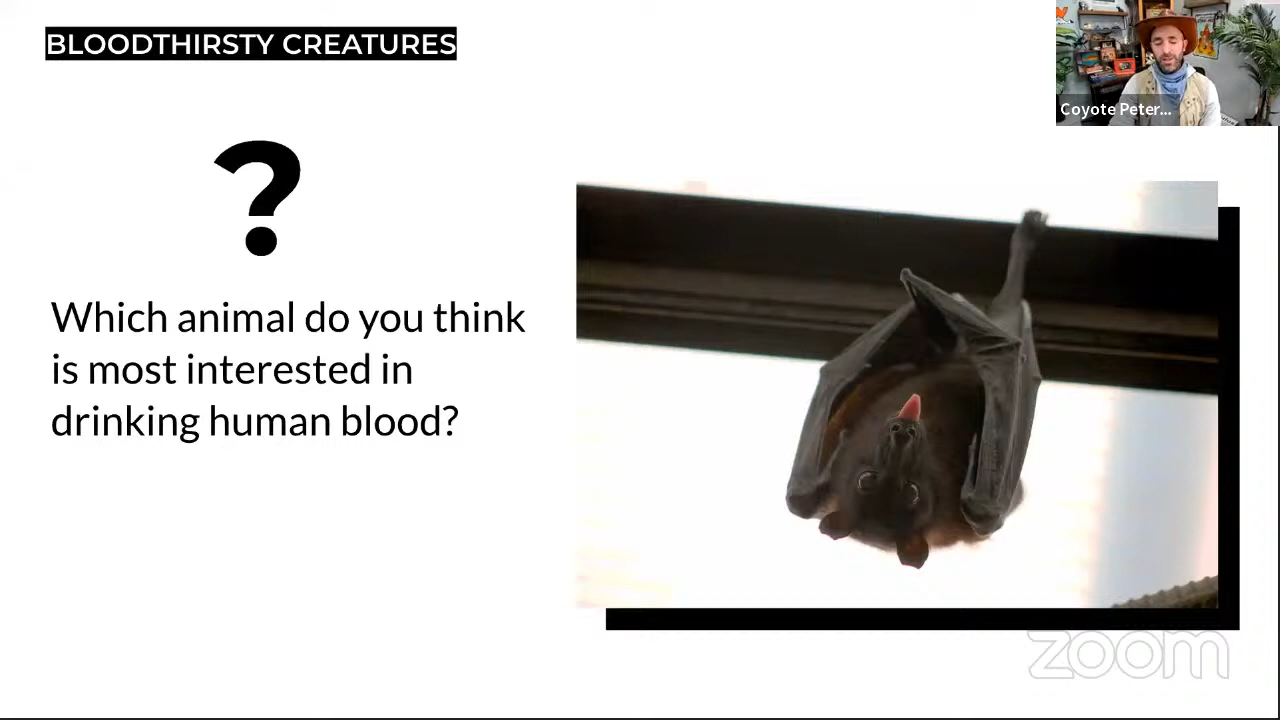 BLOODTHIRSTY CREATURES
Coyote Peter...
?
Which animal do you think
is most interested in
drinking human blood?
zoom